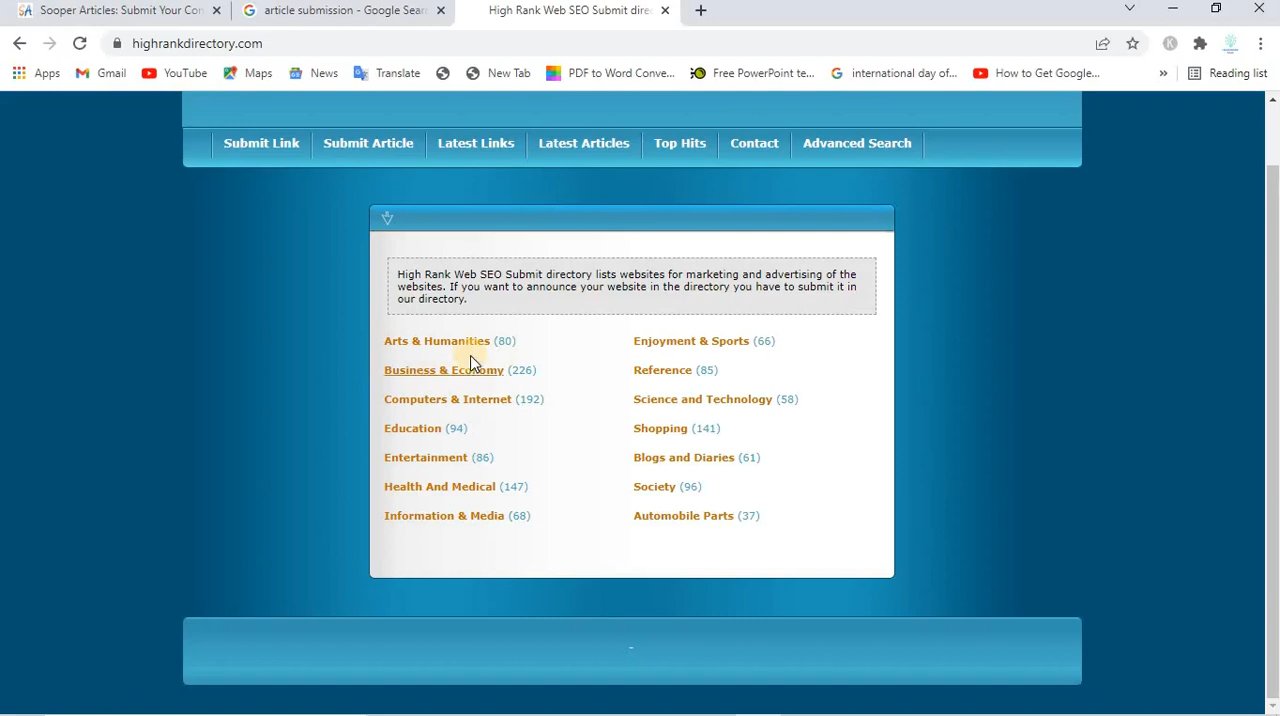 Sooper Articles: Submit Your Con
article submission - Google Sear
High Rank Web SEO Submit dire
highrankdirectory.com
K
Apps
Gmail
YouTube
Maps
News
Translate
New Tab
PDF to Word Conve...
Free PowerPoint te...
international day of...
How to Get Google...
»
Reading list
Submit Link
Submit Article
Latest Links
Latest Articles
Top Hits
Contact
Advanced Search
High Rank Web SEO Submit directory lists websites for marketing and advertising of the
websites. If you want to announce your website in the directory you have to submit it in
our directory.
Arts & Humanities (80)
Business & Economy (226)
Computers & Internet (192)
Education (94)
Entertainment (86)
Health And Medical (147)
Information & Media (68)
Enjoyment & Sports (66)
Reference (85)
Science and Technology (58)
Shopping (141)
Blogs and Diaries (61)
Society (96)
Automobile Parts (37)
-